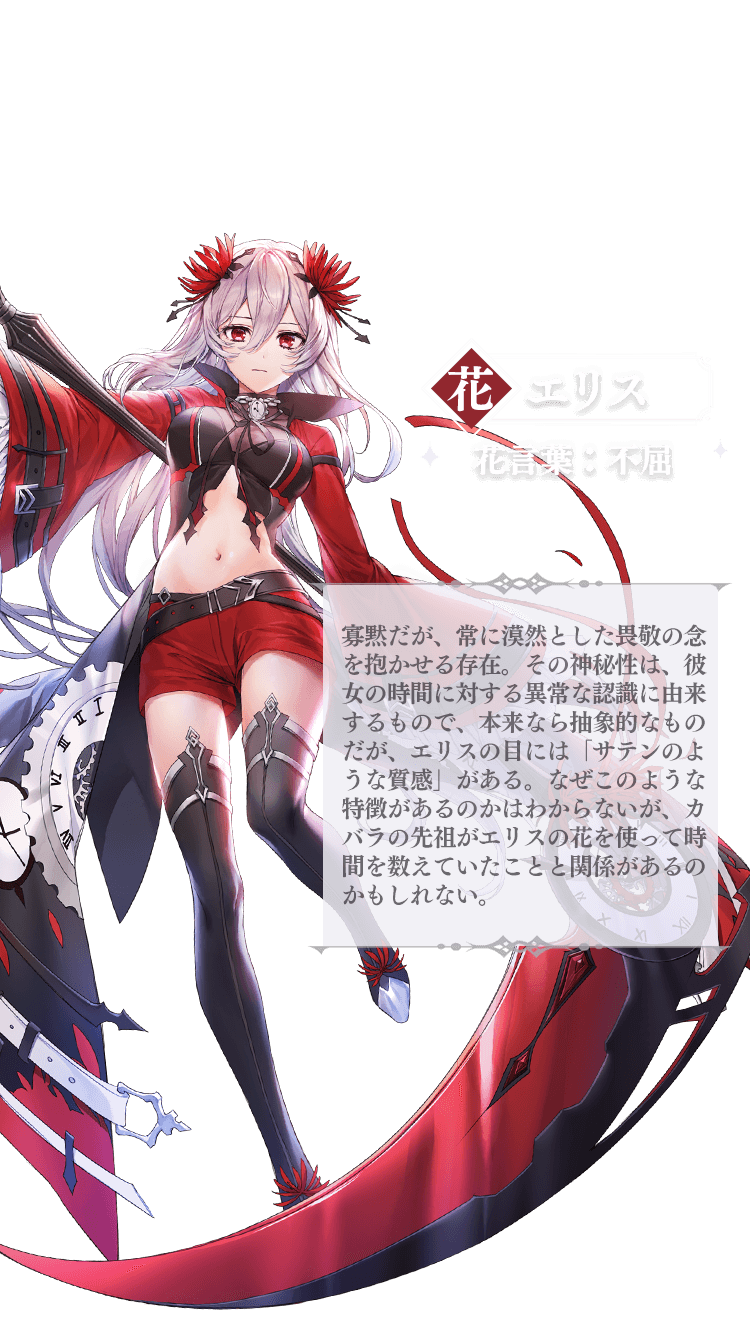 花 エリス
花言葉：不屈
寡黙だが、常に漠然とした畏敬の念
を抱かせる存在。その神秘性は、彼
女の時間に対する異常な認識に由来
するもので、本来なら抽象的なもの
だが、エリスの目には「サテンのよ
うな質感」がある。なぜこのような
特徴があるのかはわからないが、カ
バラの先祖がエリスの花を使って時
間を数えていたことと関係があるの
かもしれない。